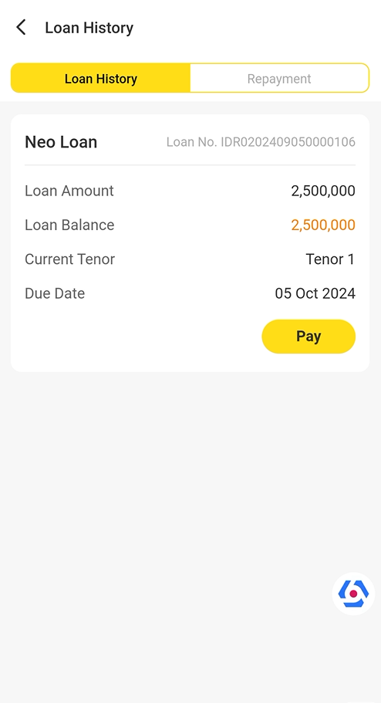 Loan History
Loan History Repayment
Neo Loan Loan No. IDR0202409050000106
Loan Amount 2,500,000
Loan Balance 2,500,000
Current Tenor Tenor 1
Due Date 05 Oct 2024
Pay